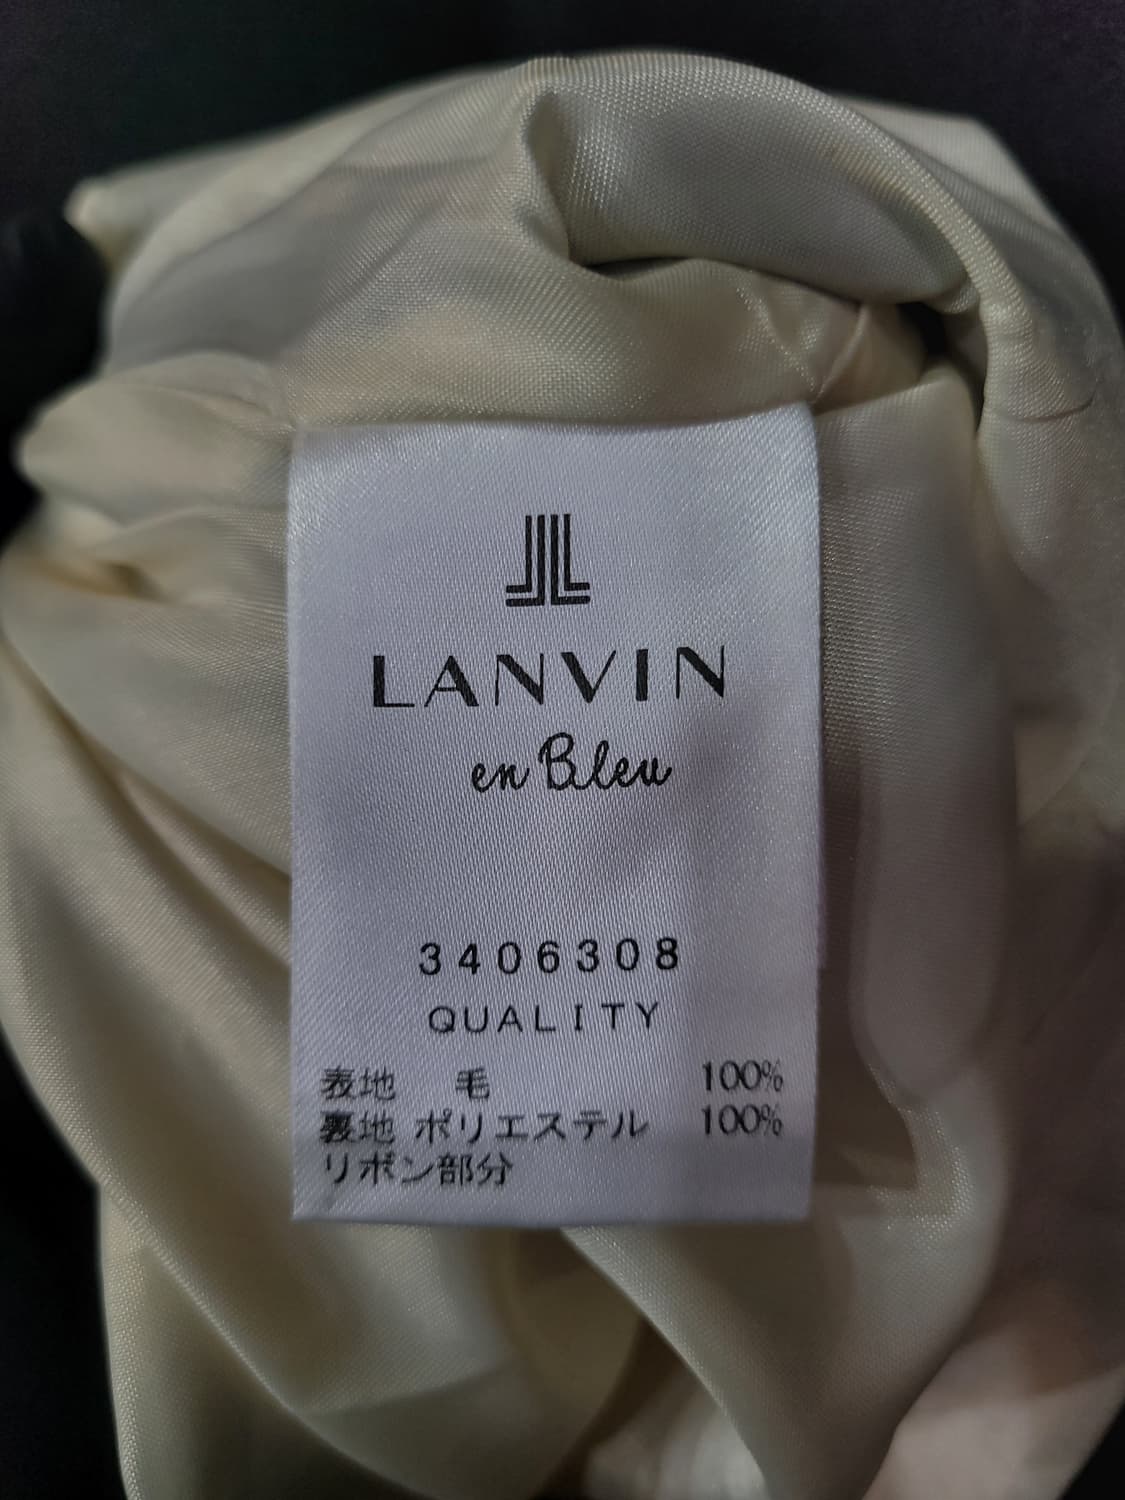 LANVIN
en Bleu
3406308
QUALITY
表地 毛 100%
裏地 ポリエステル 100%
リボン部分